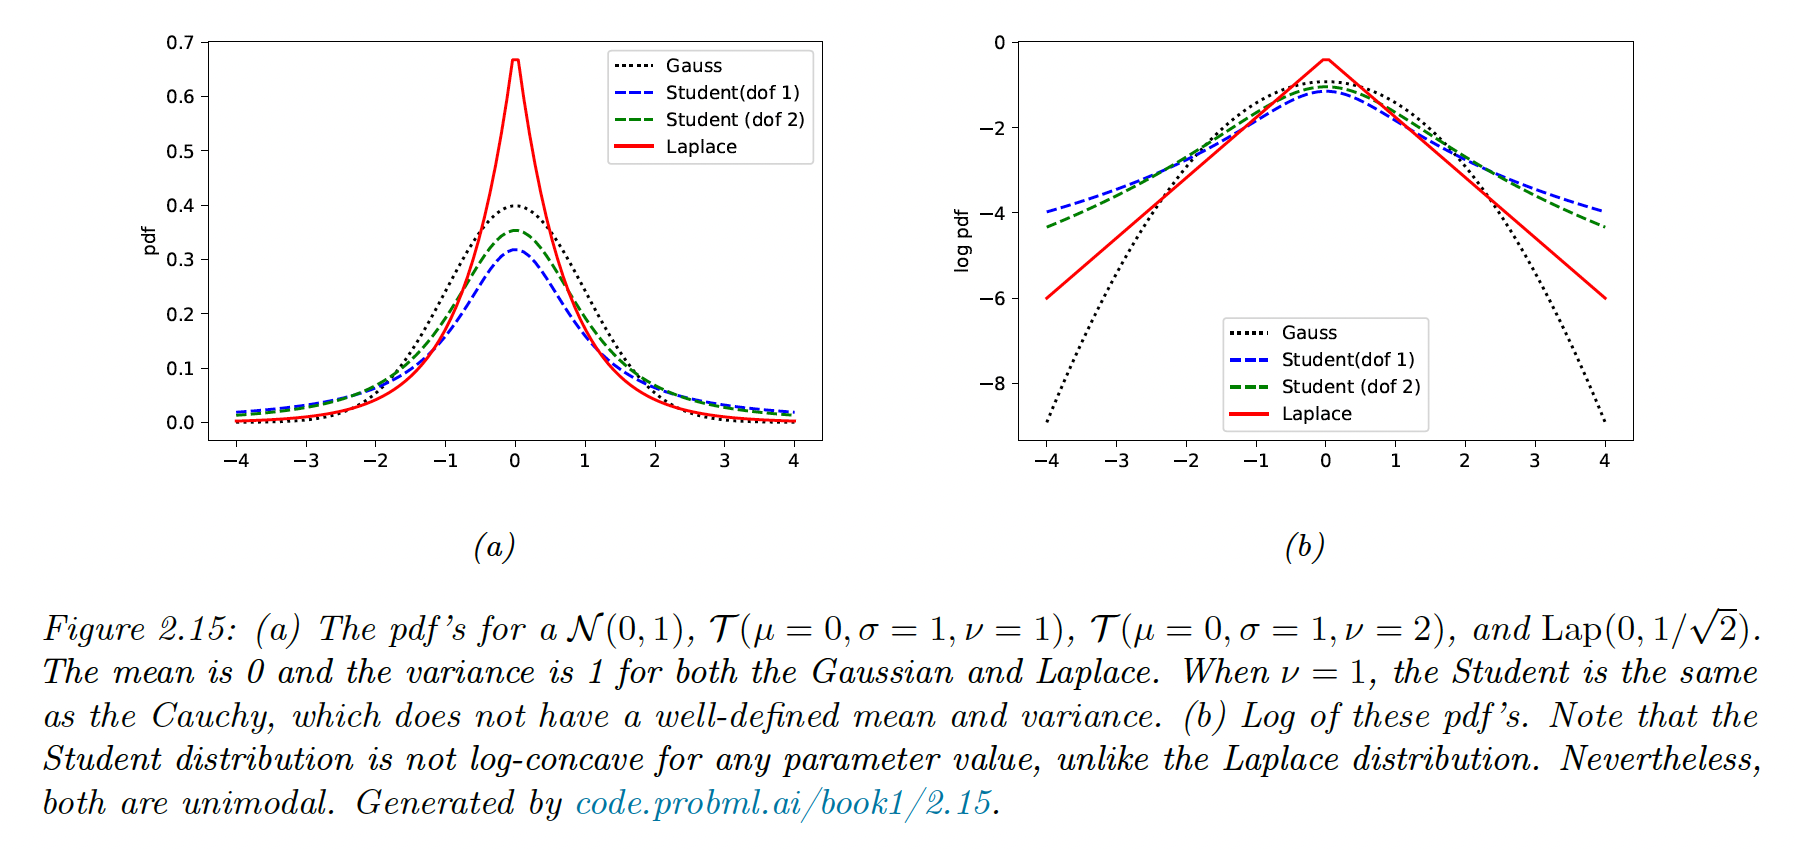 0.7
0.6
0.5
0.4
0.3
0.2
0.1
0.0
pdf
−4 −3 −2 −1 0 1 2 3 4
Gauss
Student(dof 1)
Student (dof 2)
Laplace
(a)
0
−2
−4
−6
−8
log pdf
−4 −3 −2 −1 0 1 2 3 4
Gauss
Student(dof 1)
Student (dof 2)
Laplace
(b)
Figure 2.15: (a) The pdf's for a 𝒩(0, 1), 𝒯(μ = 0, σ = 1, ν = 1), 𝒯(μ = 0, σ = 1, ν = 2), and Lap(0, 1/√2).
The mean is 0 and the variance is 1 for both the Gaussian and Laplace. When ν = 1, the Student is the same
as the Cauchy, which does not have a well-defined mean and variance. (b) Log of these pdf's. Note that the
Student distribution is not log-concave for any parameter value, unlike the Laplace distribution. Nevertheless,
both are unimodal. Generated by code.probml.ai/book1/2.15.